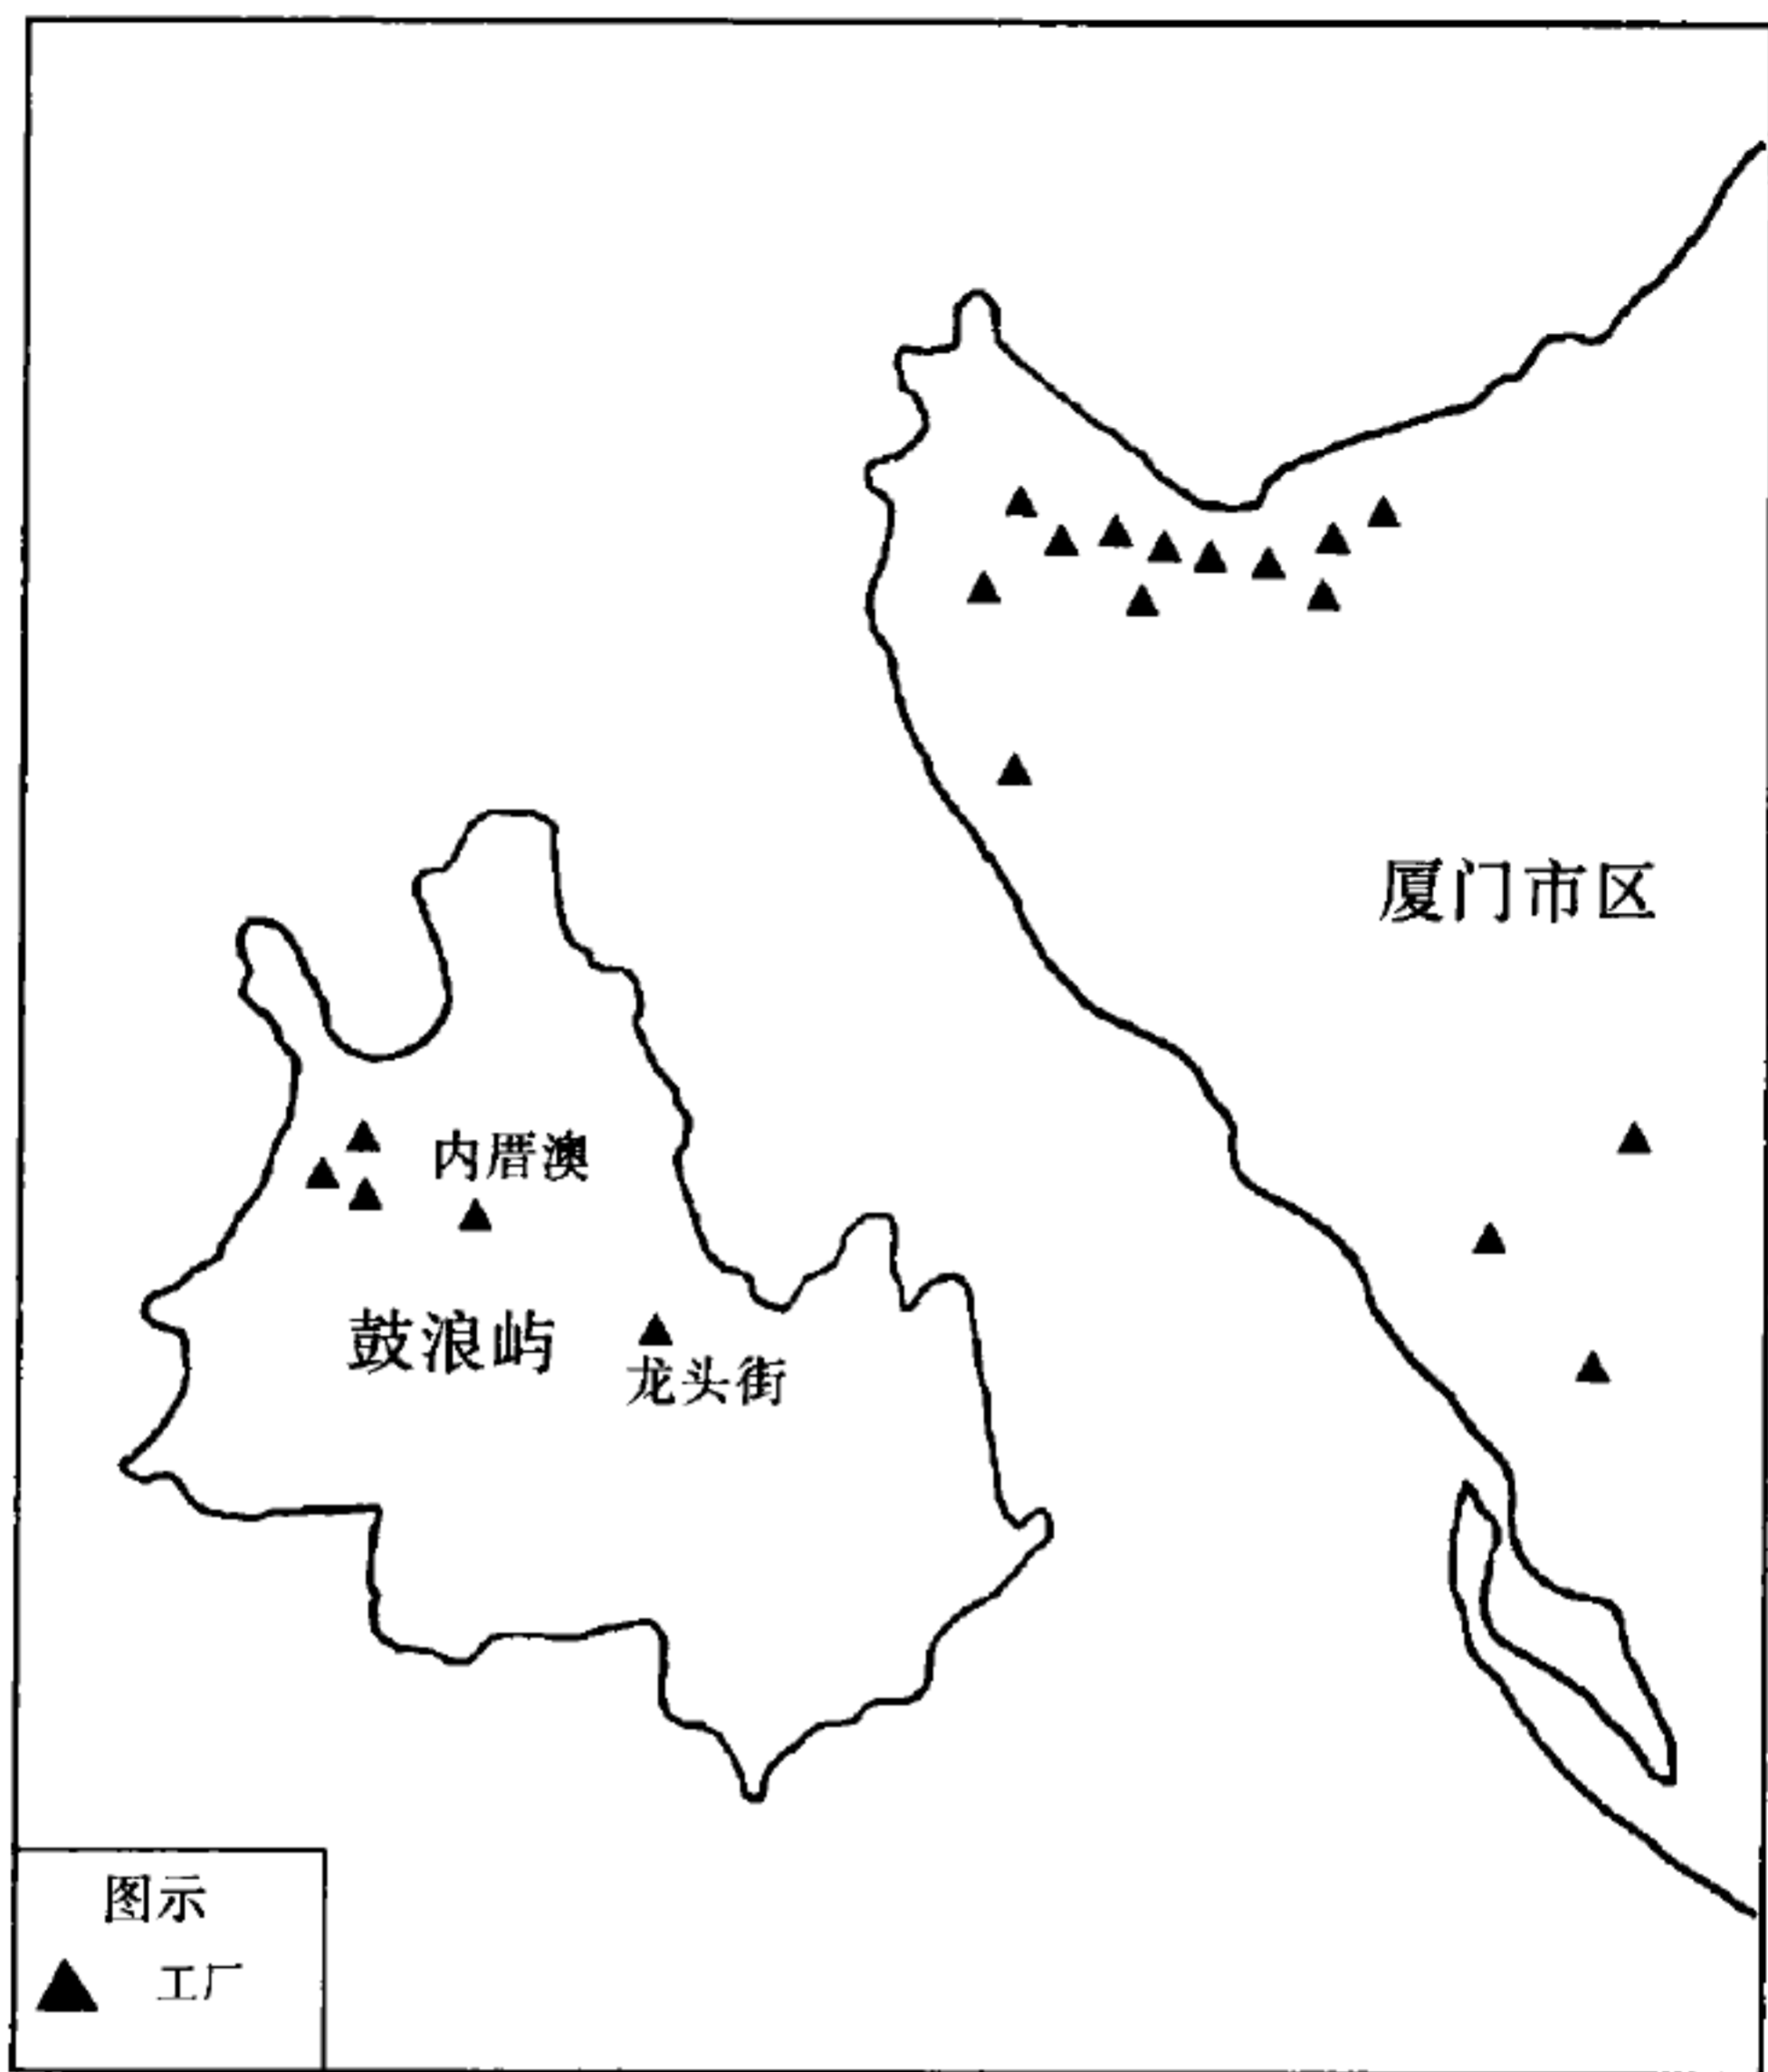 厦门市区
内厝澳
鼓浪屿
龙头街
图示
工厂